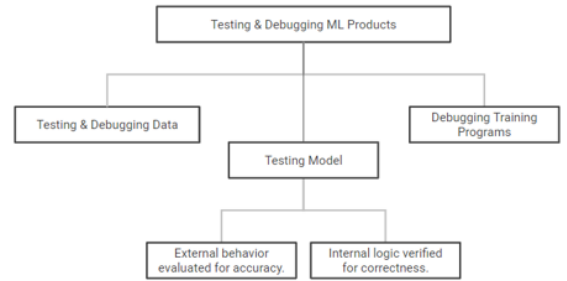 Testing & Debugging ML Products
Testing & Debugging Data
Debugging Training
Programs
Testing Model
External behavior
evaluated for accuracy.
Internal logic verified
for correctness.